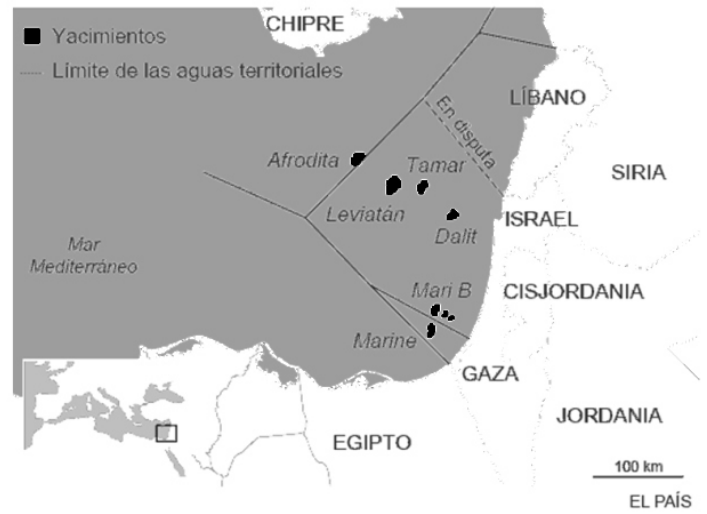 CHIPRE
Yacimientos
Límite de las aguas territoriales
LÍBANO
En disputa
Afrodita
Tamar
SIRIA
Leviatán
ISRAEL
Dalit
Mar
Mediterráneo
Mari B
CISJORDANIA
Marine
GAZA
JORDANIA
EGIPTO
100 km
EL PAÍS